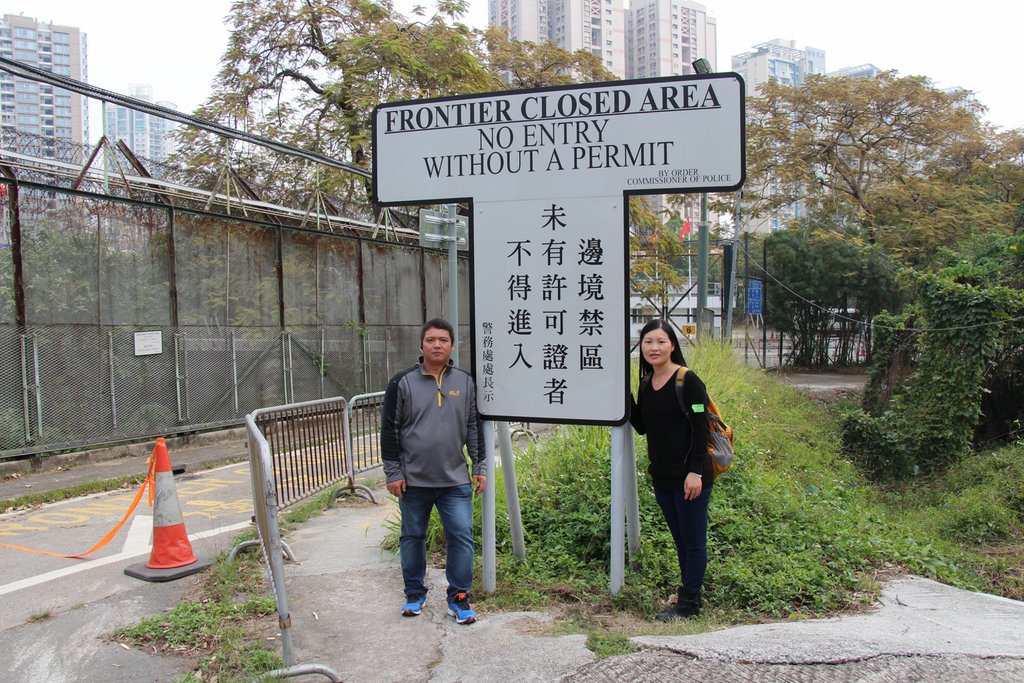 FRONTIER CLOSED AREA
NO ENTRY
WITHOUT A PERMIT
BY ORDER
COMMISSIONER OF POLICE
邊境禁區
未有許可證者
不得進入
警務處處長示
6